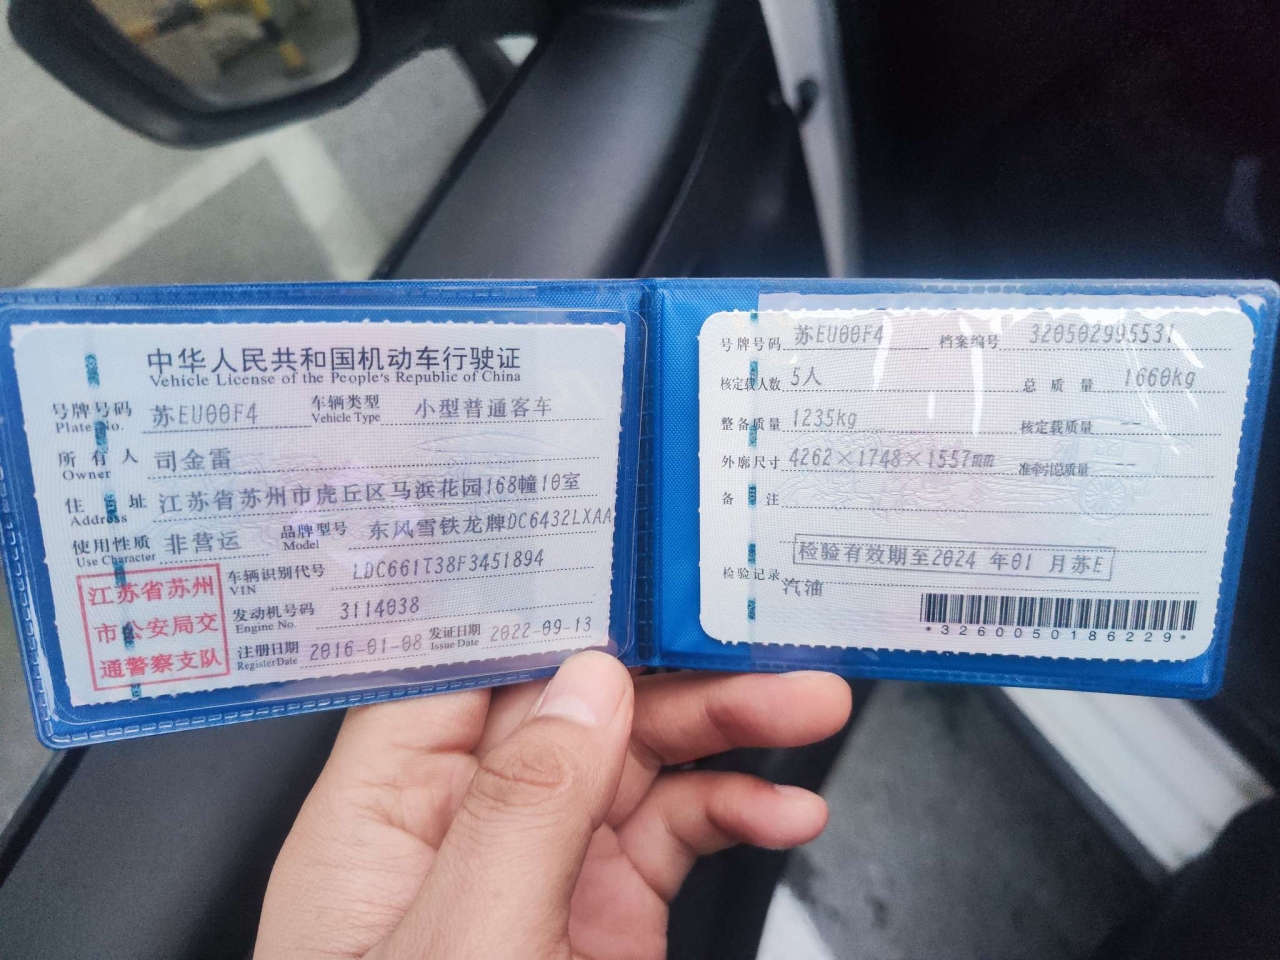 中华人民共和国机动车行驶证
Vehicle License of the People's Republic of China
号牌号码 苏EU00F4 车辆类型 小型普通客车
Plate No. Vehicle Type
所有人 司金雷
Owner
住址 江苏省苏州市虎丘区马浜花园168幢10室
Address
使用性质 非营运 品牌型号 东风雪铁龙牌DC6432LXAA
Use Character Model
江苏省苏州
市公安局交
通警察支队
车辆识别代号 LDC661T38F3451894
VIN
发动机号码 3114038
Engine No.
注册日期 2016-01-08 发证日期 2022-09-13
Register Date Issue Date
号牌号码 苏EU00F4 档案编号 320502995531
核定载人数 5人 总质量 1660kg
整备质量 1235kg 核定载质量 --
外廓尺寸 4262×1748×1557mm 准牵引总质量 --
备注
检验有效期至2024 年01 月苏E
检验记录
汽油
*3260050186229*